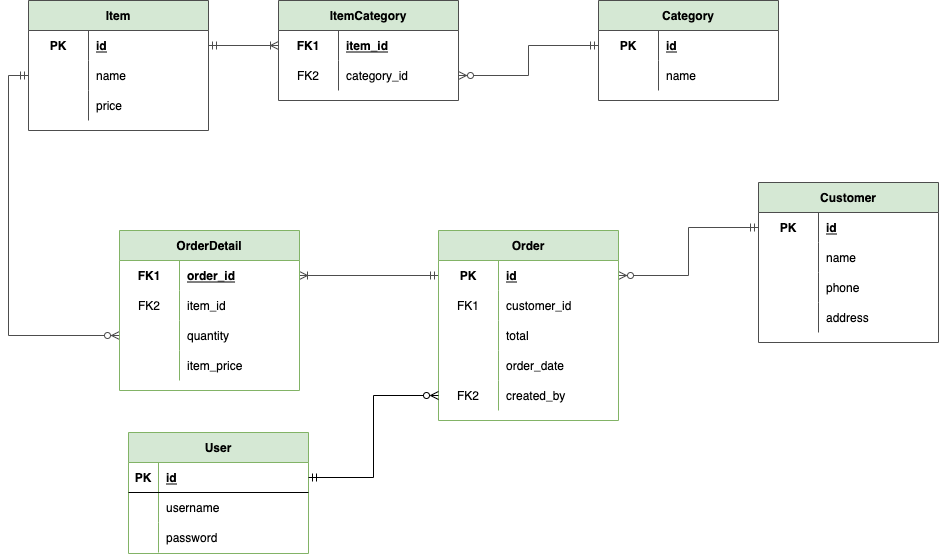 Item
PK id
name
price
ItemCategory
FK1 item_id
FK2 category_id
Category
PK id
name
Customer
PK id
name
phone
address
OrderDetail
FK1 order_id
FK2 item_id
quantity
item_price
Order
PK id
FK1 customer_id
total
order_date
FK2 created_by
User
PK id
username
password